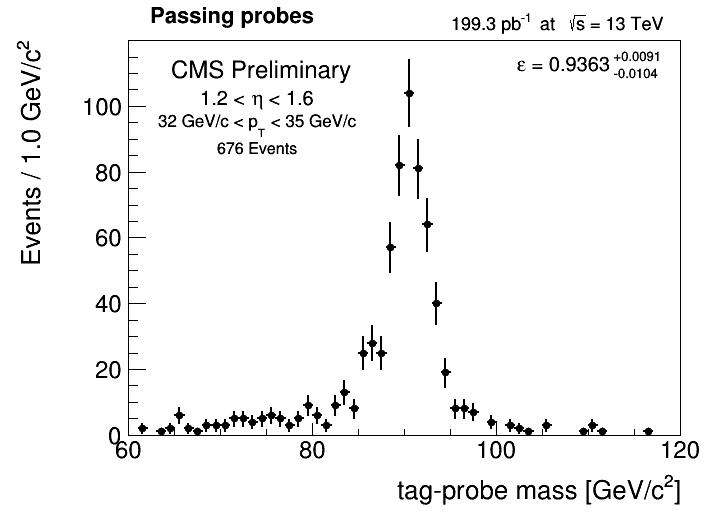 Passing probes
199.3 pb⁻¹ at √s = 13 TeV
CMS Preliminary
1.2 < η < 1.6
32 GeV/c < p_T < 35 GeV/c
676 Events
ε = 0.9363 +0.0091 -0.0104
Events / 1.0 GeV/c²
100
80
60
40
20
0
60 80 100 120
tag-probe mass [GeV/c²]